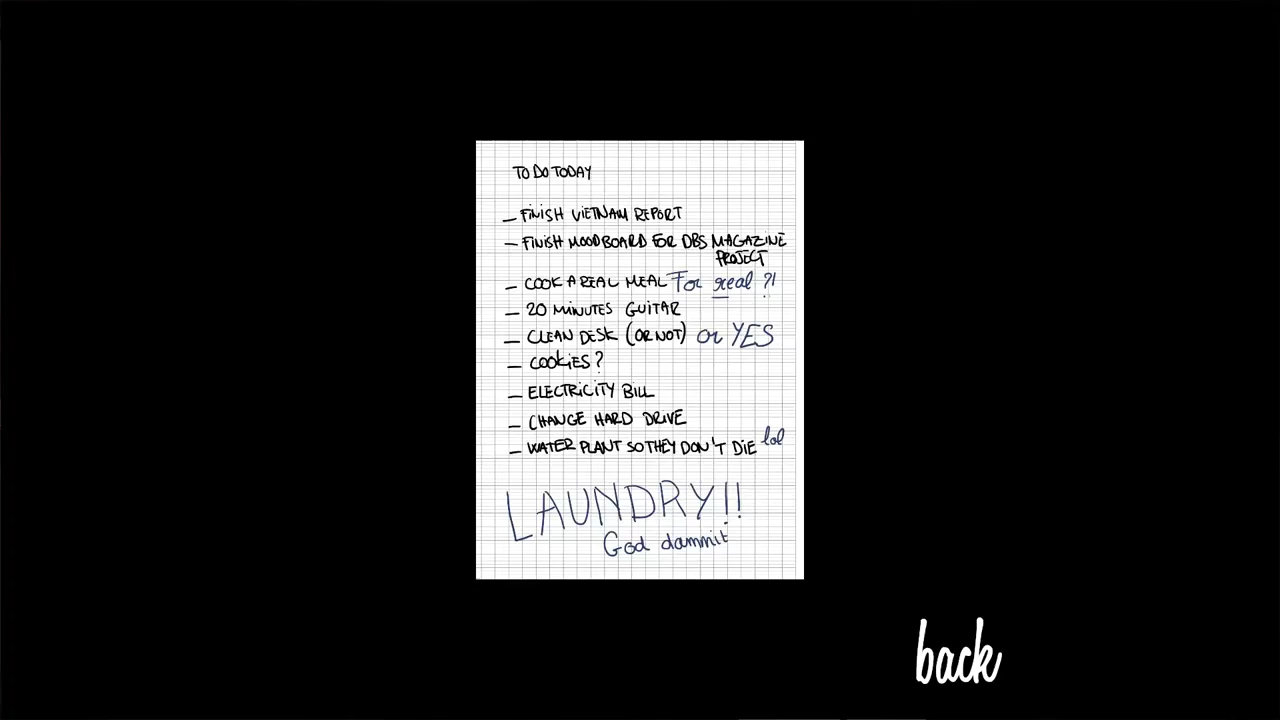 TO DO TODAY
_ FINISH VIETNAM REPORT
_ FINISH MOODBOARD FOR DBS MAGAZINE
PROJECT
_ COOK A REAL MEAL For real ?!
_ 20 MINUTES GUITAR
_ CLEAN DESK (OR NOT) or YES
_ COOKIES?
_ ELECTRICITY BILL
_ CHANGE HARD DRIVE
_ WATER PLANT SO THEY DON'T DIE lol
LAUNDRY!!
God dammit
back